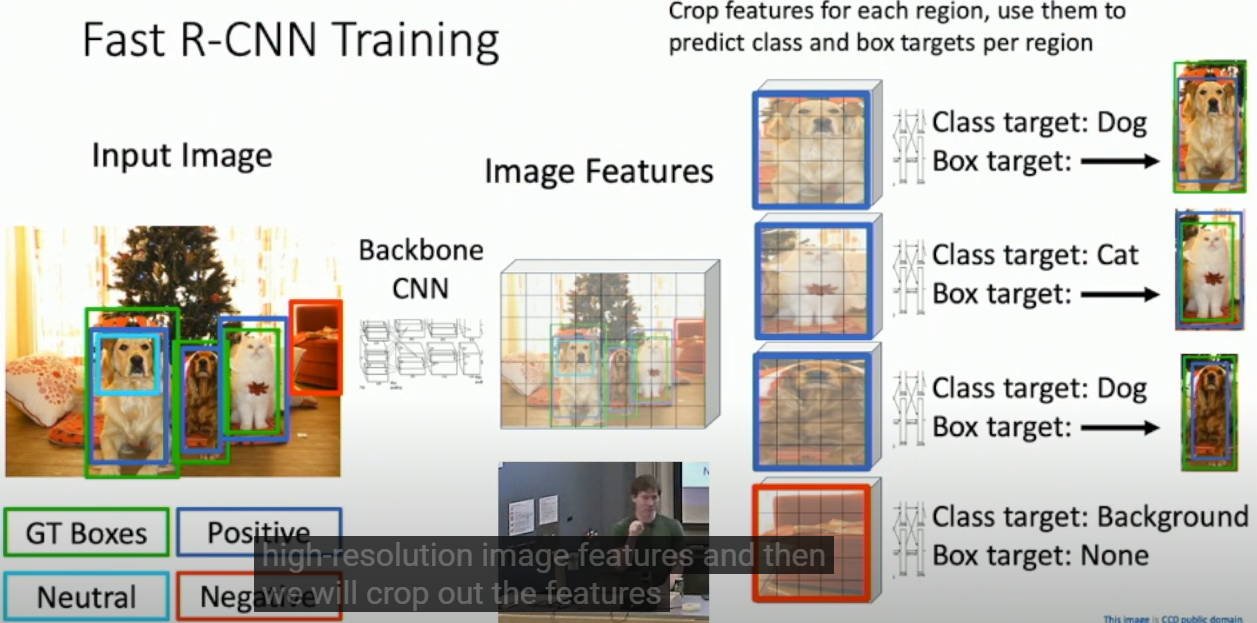 Fast R-CNN Training
Crop features for each region, use them to
predict class and box targets per region
Input Image
Backbone
CNN
Image Features
Class target: Dog
Box target:
Class target: Cat
Box target:
Class target: Dog
Box target:
Class target: Background
Box target: None
GT Boxes
Positive
Neutral
Negative
high-resolution image features and then
we will crop out the features
This image is CC0 public domain